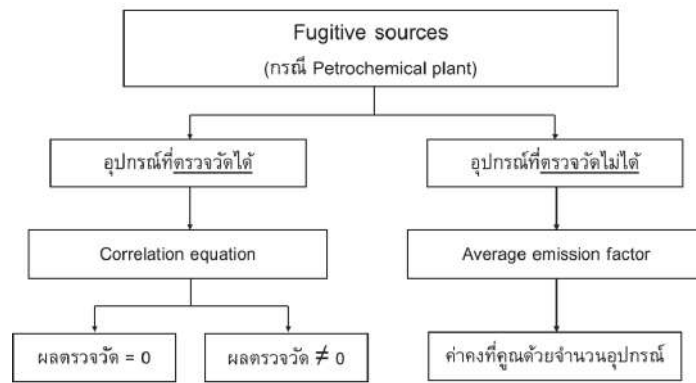 Fugitive sources
(กรณี Petrochemical plant)
อุปกรณ์ที่ตรวจวัดได้
อุปกรณ์ที่ตรวจวัดไม่ได้
Correlation equation
Average emission factor
ผลตรวจวัด = 0
ผลตรวจวัด ≠ 0
ค่าคงที่คูณด้วยจำนวนอุปกรณ์